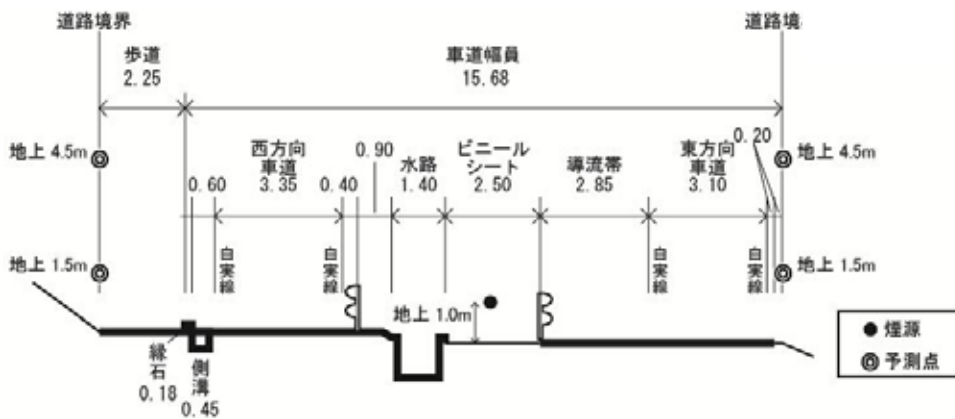 道路境界
道路境
歩道
2.25
車道幅員
15.68
地上 4.5m
地上 4.5m
西方向
車道
3.35
0.60
0.40
0.90
水路
1.40
ビニール
シート
2.50
導流帯
2.85
東方向
車道
3.10
0.20
地上 1.5m
地上 1.5m
白実線
白実線
白実線
白実線
地上 1.0m
縁石
0.18
側溝
0.45
煙源
予測点